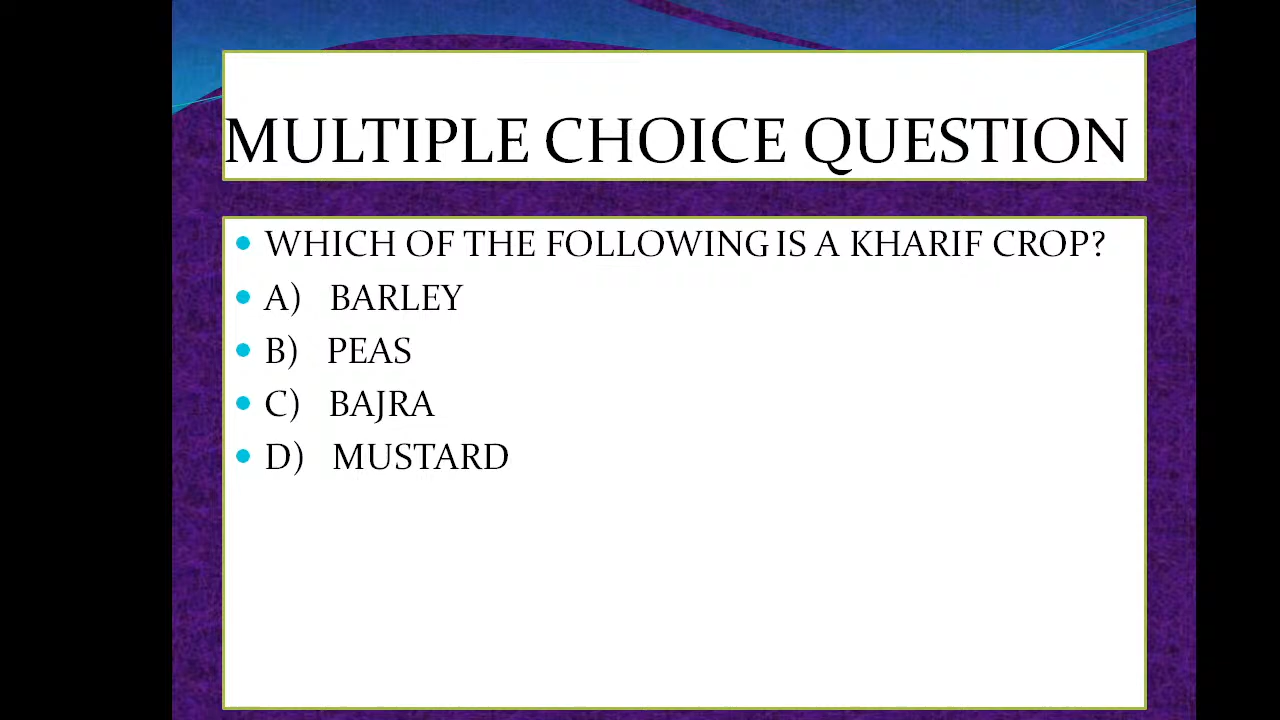 MULTIPLE CHOICE QUESTION
WHICH OF THE FOLLOWING IS A KHARIF CROP?
A) BARLEY
B) PEAS
C) BAJRA
D) MUSTARD